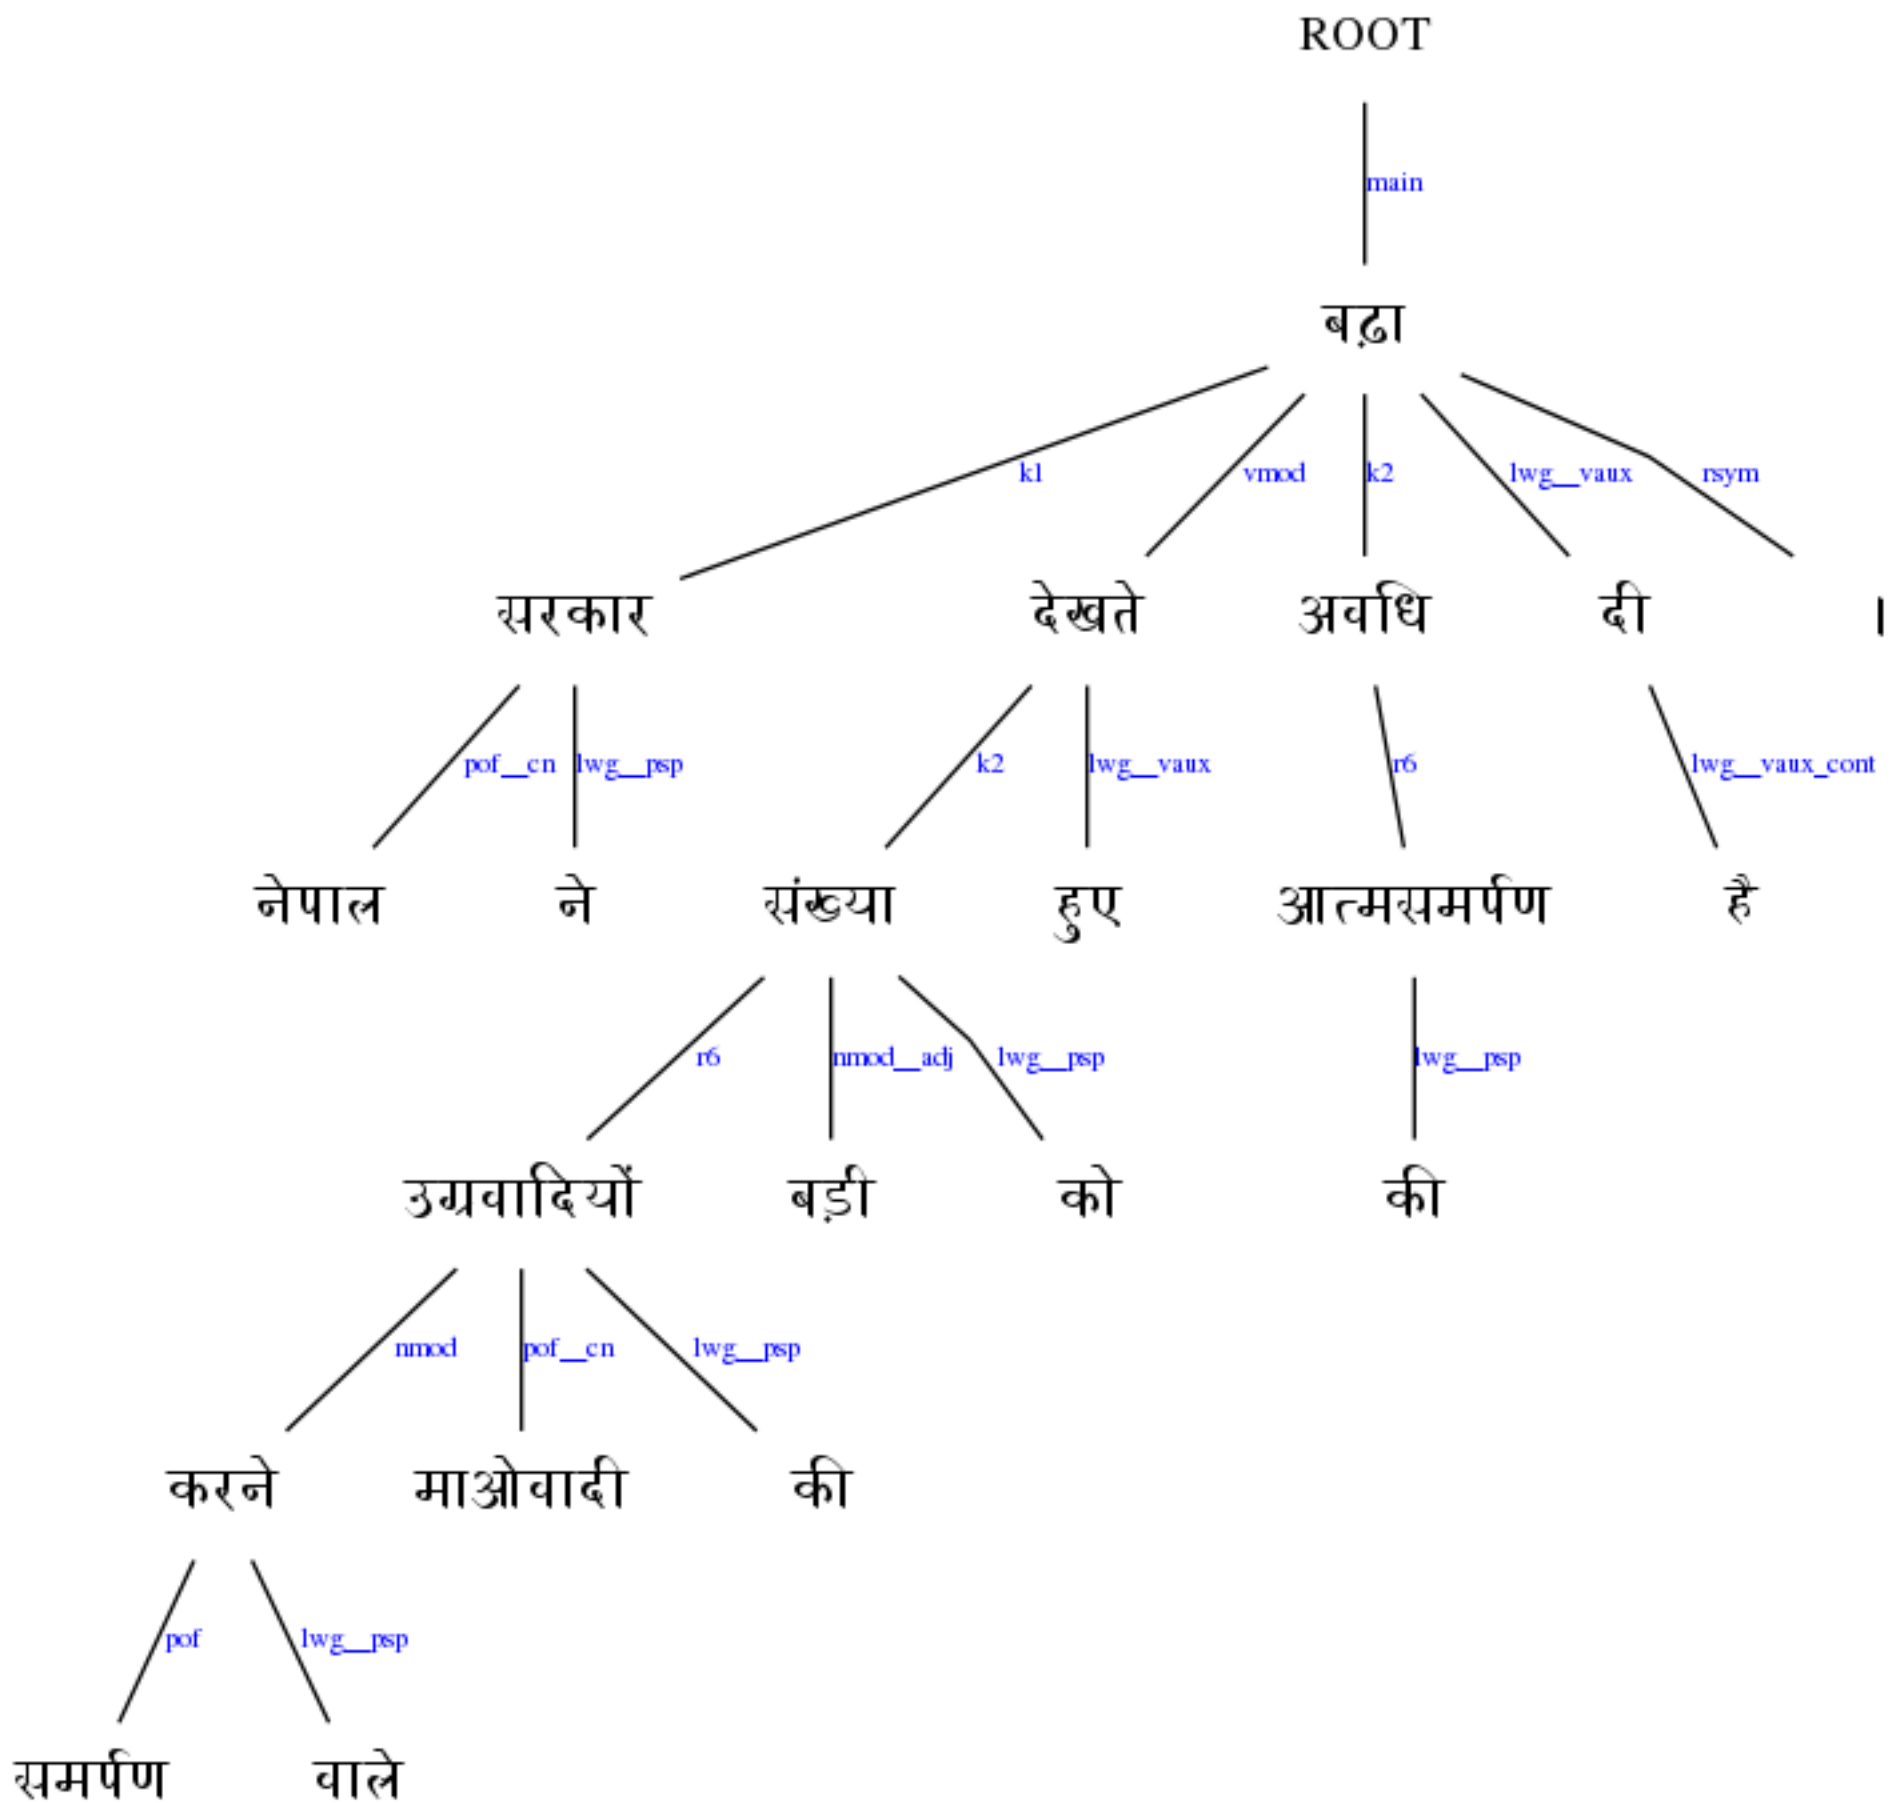 ROOT
main
बढ़ा
k1 vmod k2 lwg__vaux rsym
सरकार देखते अवधि दी ।
pof__cn lwg__psp k2 lwg__vaux r6 lwg__vaux_cont
नेपाल ने संख्या हुए आत्मसमर्पण है
r6 nmod__adj lwg__psp lwg__psp
उग्रवादियों बड़ी को की
nmod pof__cn lwg__psp
करने माओवादी की
pof lwg__psp
समर्पण वाले